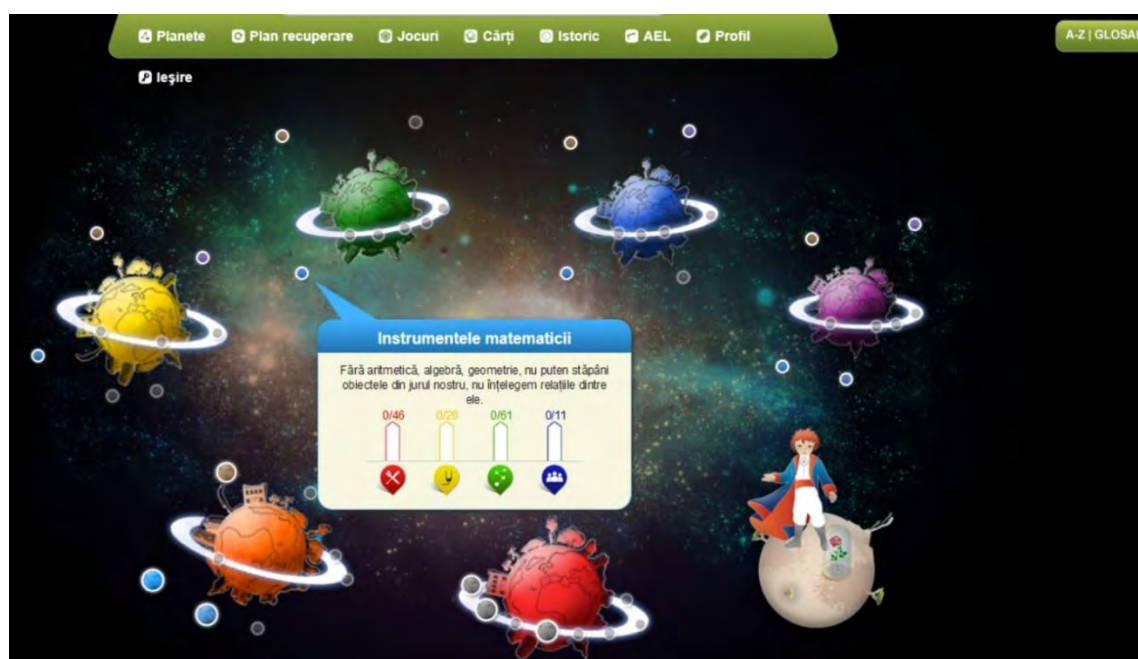 Planete Plan recuperare Jocuri Cărți Istoric AEL Profil
A-Z | GLOSAR
Ieşire
Instrumentele matematicii
Fără aritmetică, algebră, geometrie, nu puten stăpâni
obiectele din jurul nostru, nu înțelegem relațiile dintre
ele.
0/46 0/26 0/61 0/11